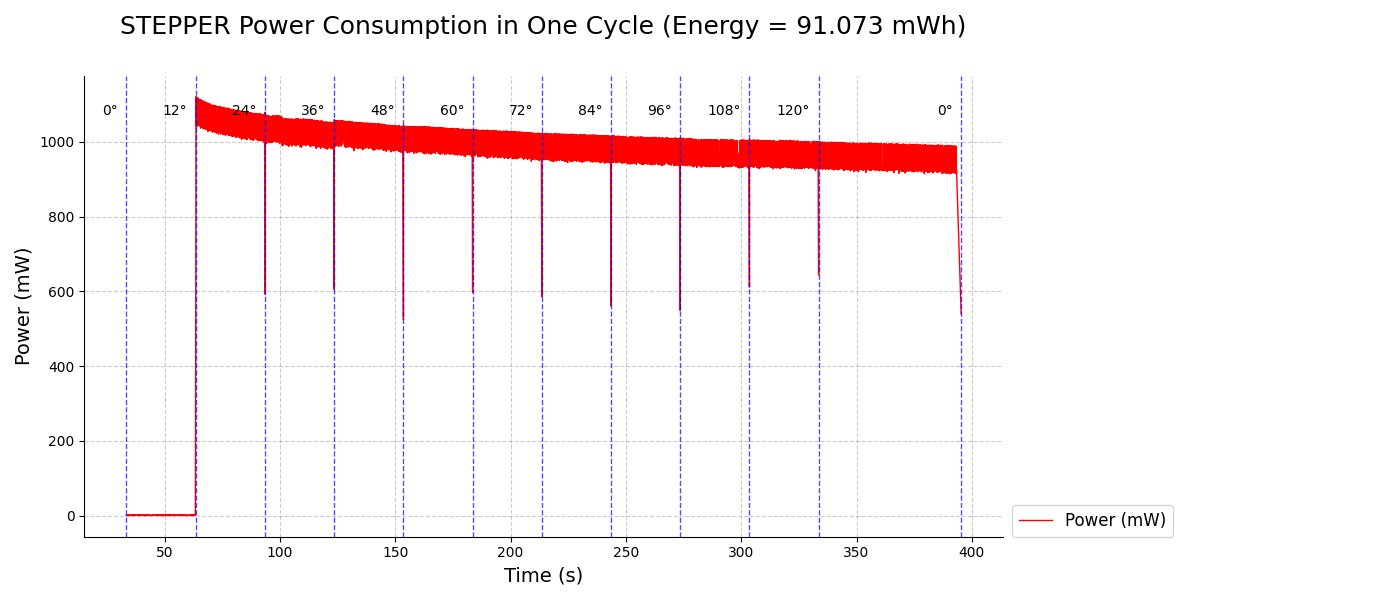 STEPPER Power Consumption in One Cycle (Energy = 91.073 mWh)
0° 12° 24° 36° 48° 60° 72° 84° 96° 108° 120° 0°
1000
800
600
400
200
0
Power (mW)
50 100 150 200 250 300 350 400
Time (s)
Power (mW)